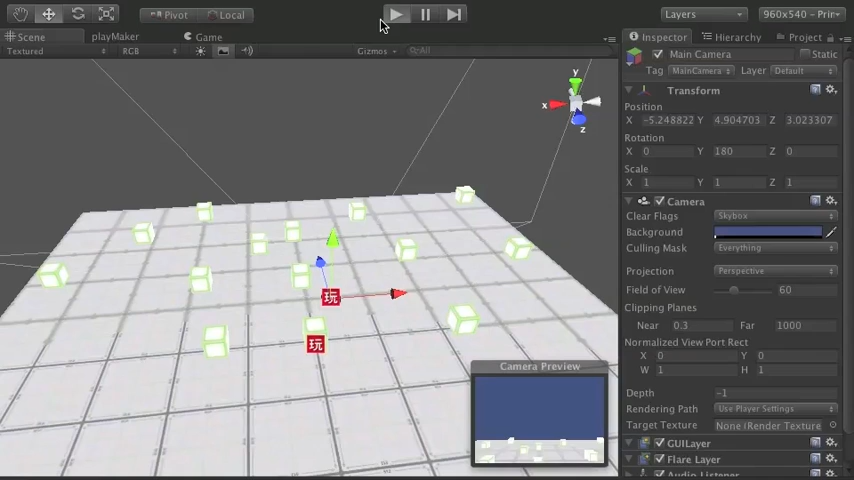 Pivot Local
Layers 960x540 - Prin
Scene playMaker Game
Inspector Hierarchy Project
Textured RGB Gizmos All
Main Camera Static
Tag MainCamera Layer Default
Transform
Position
X -5.248822 Y 4.904703 Z 3.023307
Rotation
X 0 Y 180 Z 0
Scale
X 1 Y 1 Z 1
Camera
Clear Flags Skybox
Background
Culling Mask Everything
Projection Perspective
Field of View 60
Clipping Planes
Near 0.3 Far 1000
Normalized View Port Rect
X 0 Y 0
W 1 H 1
Depth -1
Rendering Path Use Player Settings
Target Texture None (Render Texture
GUILayer
Flare Layer
Audio Listener
y
x
z
玩
玩
Camera Preview